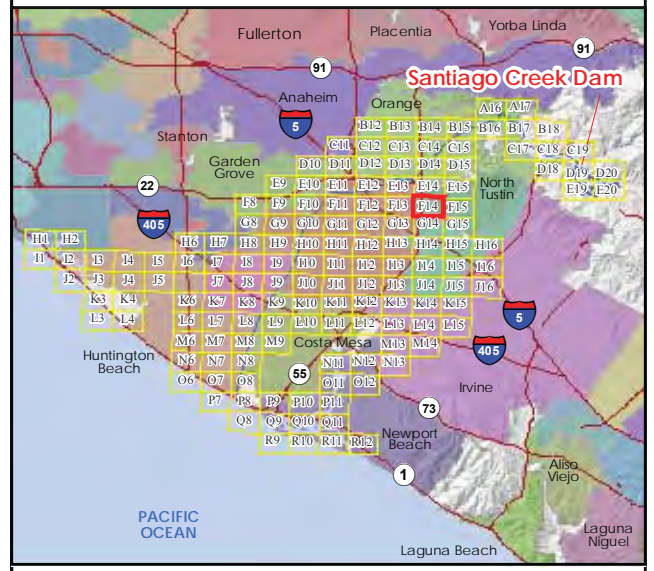 Yorba Linda
Placentia
Fullerton
91
91
Santiago Creek Dam
Anaheim
Orange
5
A16 A17
B12 B13 B14 B15 B16 B17 B18
Stanton
C11 C12 C13 C14 C15 C17 C18 C19
Garden
Grove
D10 D11 D12 D13 D14 D15 D18 D19 D20
22
E9 E10 E11 E12 E13 E14 E15 E19 E20
North
Tustin
F8 F9 F10 F11 F12 F13 F14 F15
405
G8 G9 G10 G11 G12 G13 G14 G15
H1 H2 H6 H7 H8 H9 H10 H11 H12 H13 H14 H15 H16
I1 I2 I3 I4 I5 I6 I7 I8 I9 I10 I11 I12 I13 I14 I15 I16
J2 J3 J4 J5 J7 J8 J9 J10 J11 J12 J13 J14 J15 J16
K3 K4 K6 K7 K8 K9 K10 K11 K12 K13 K14 K15
5
L3 L4 L6 L7 L8 L9 L10 L11 L12 L13 L14 L15
M6 M7 M8 M9 Costa Mesa M13 M14
405
Huntington
Beach
N6 N7 N8 N11 N12 N13
55
O6 O7 O8 O11 O12
Irvine
P7 P8 P9 P10 P11
73
Q8 Q9 Q10 Q11
Newport
Beach
R9 R10 R11 R12
Aliso
Viejo
1
PACIFIC
OCEAN
Laguna
Niguel
Laguna Beach